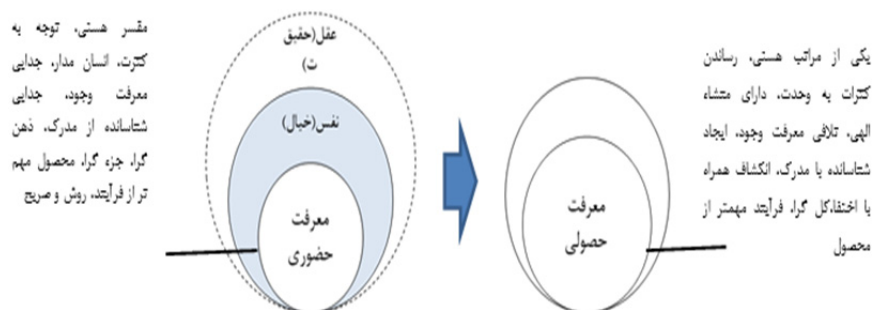 یکی از مراتب هستی، رساندن
کثرات به وحدت، دارای منشاء
الهی، تلاقی معرفت وجود، ایجاد
شناسانده با مدرک، انکشاف همراه
با اختفا،کل گرا، فرآیند مهمتر از
محصول
معرفت
حصولی
عقل(حقیق
ت)
نفس(خیال)
معرفت
حضوری
مفسر هستی، توجه به
کثرت، انسان مدار، جدایی
معرفت وجود، جدایی
شناسانده از مدرک، ذهن
گرا، جزء گرا، محصول مهم
تر از فرآیند، روش و صریح